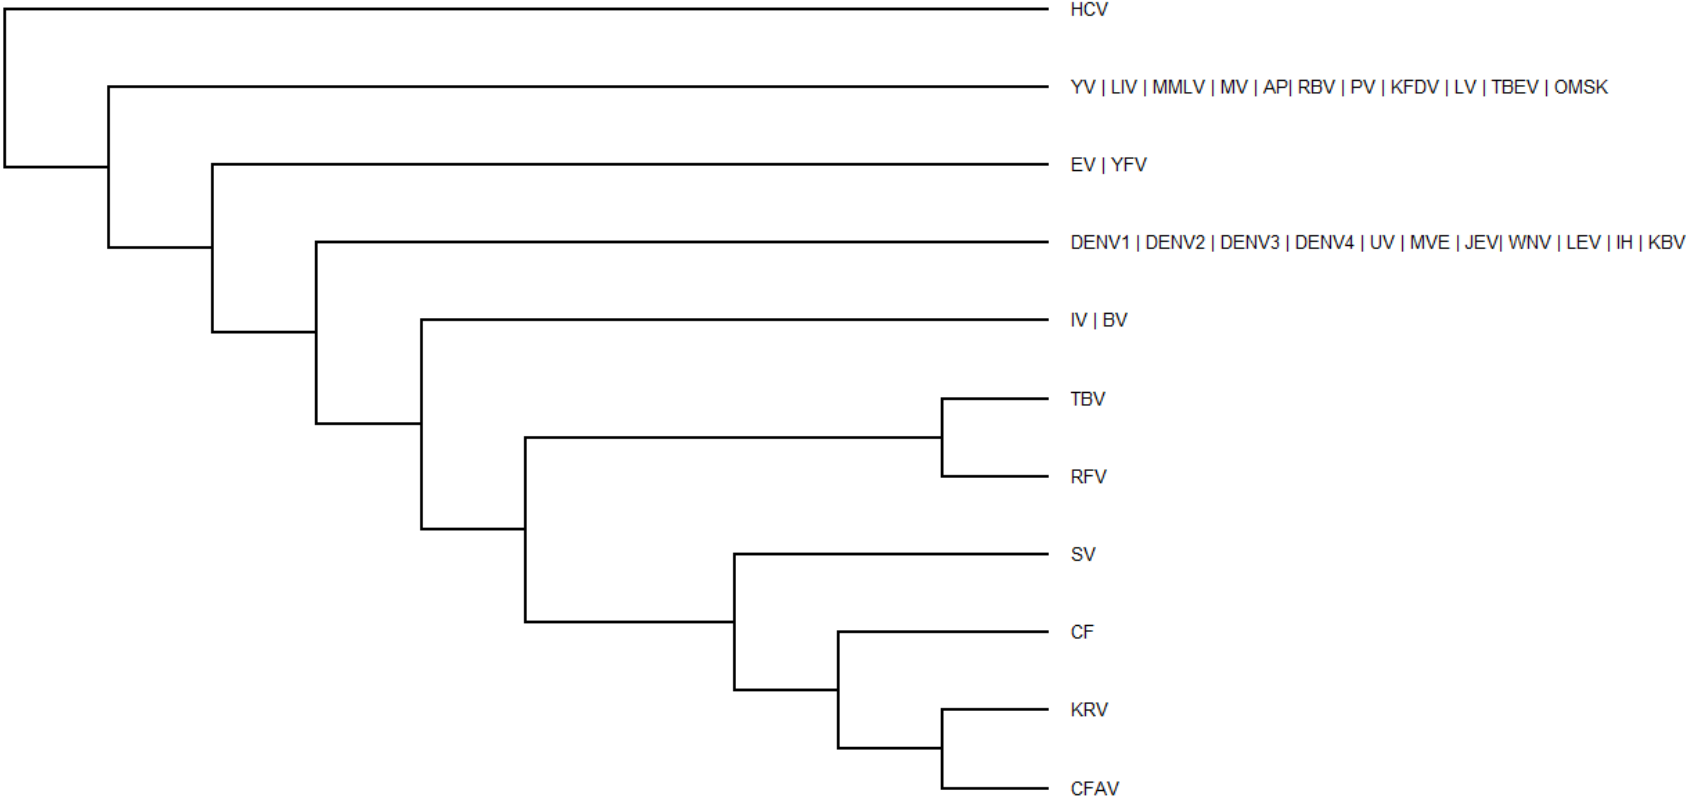 HCV
YV | LIV | MMLV | MV | AP| RBV | PV | KFDV | LV | TBEV | OMSK
EV | YFV
DENV1 | DENV2 | DENV3 | DENV4 | UV | MVE | JEV| WNV | LEV | IH | KBV
IV | BV
TBV
RFV
SV
CF
KRV
CFAV